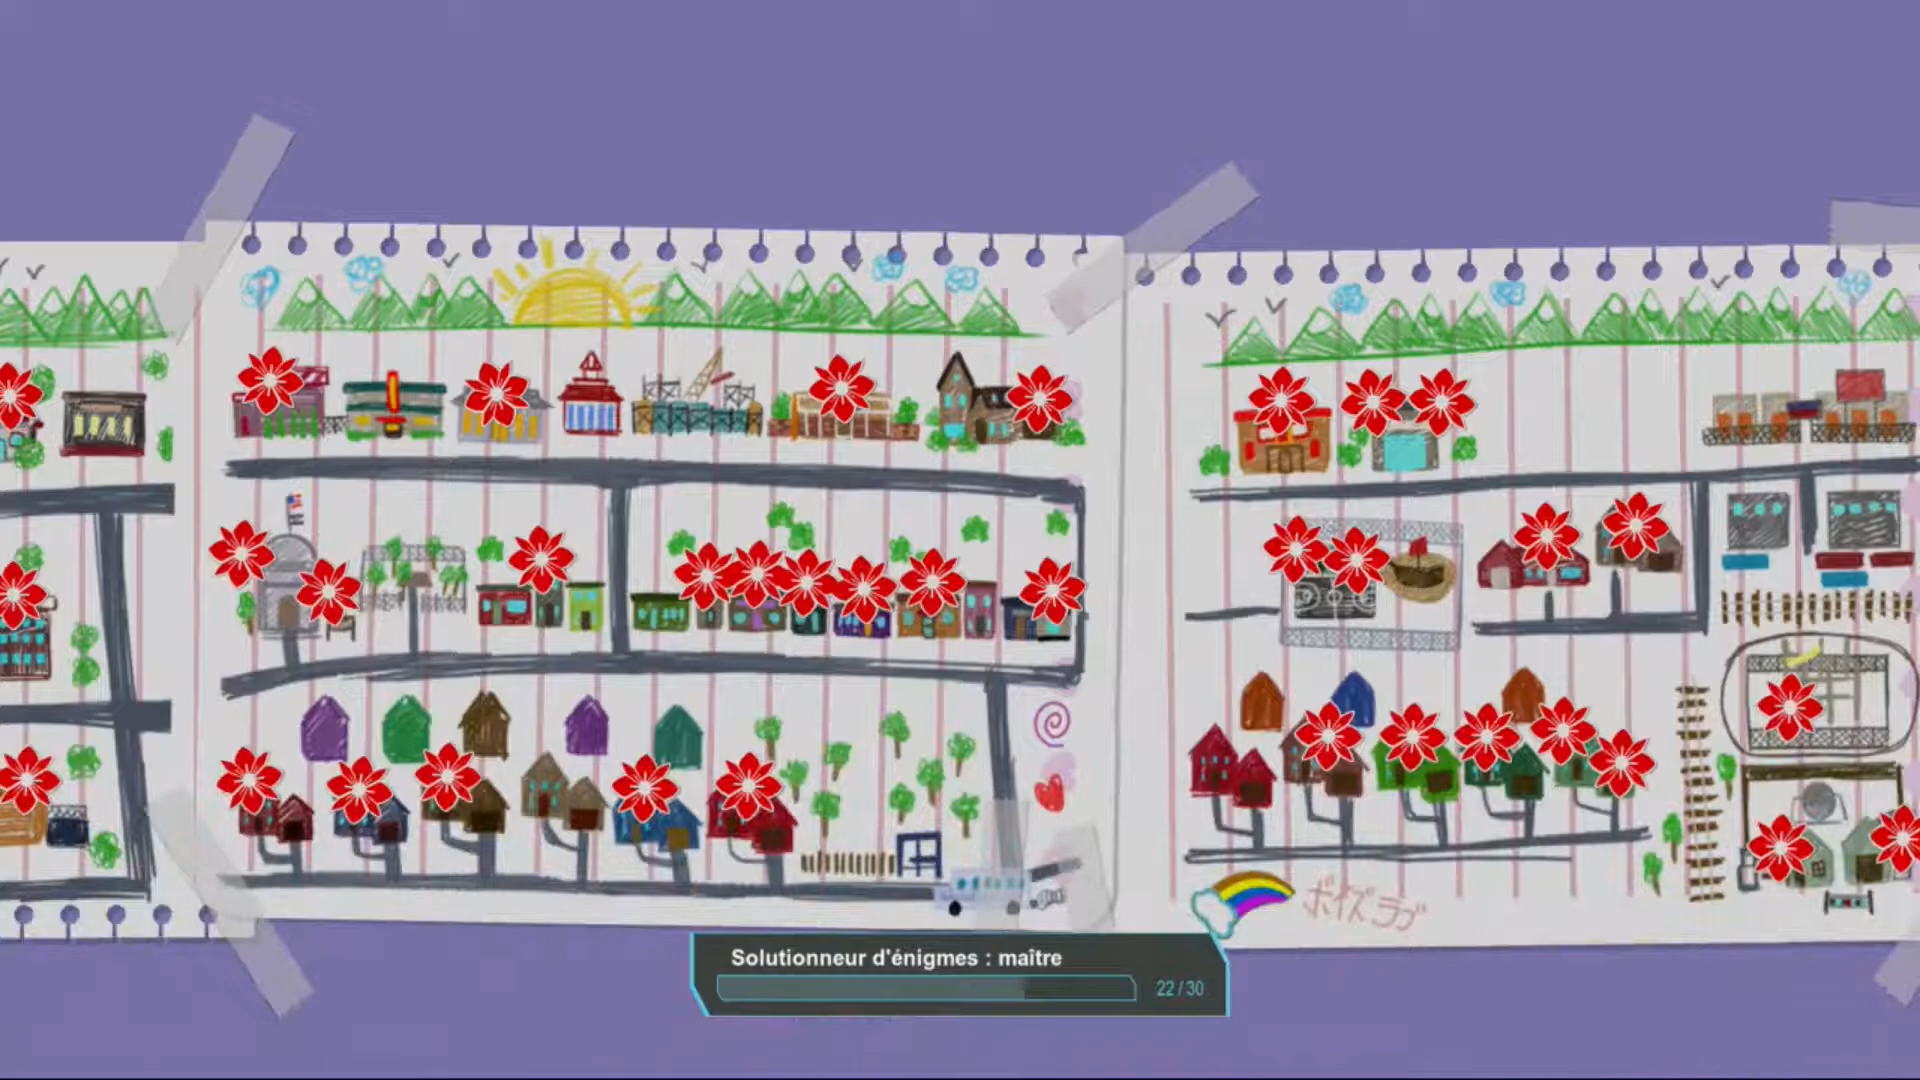 ボイズラブ
Solutionneur d'énigmes : maître
22 / 30